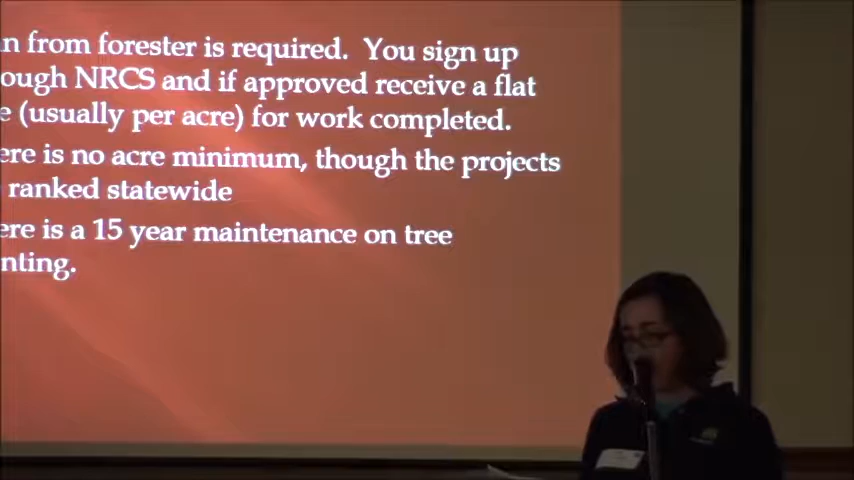 n from forester is required. You sign up
ough NRCS and if approved receive a flat
e (usually per acre) for work completed.
ere is no acre minimum, though the projects
ranked statewide
ere is a 15 year maintenance on tree
nting.